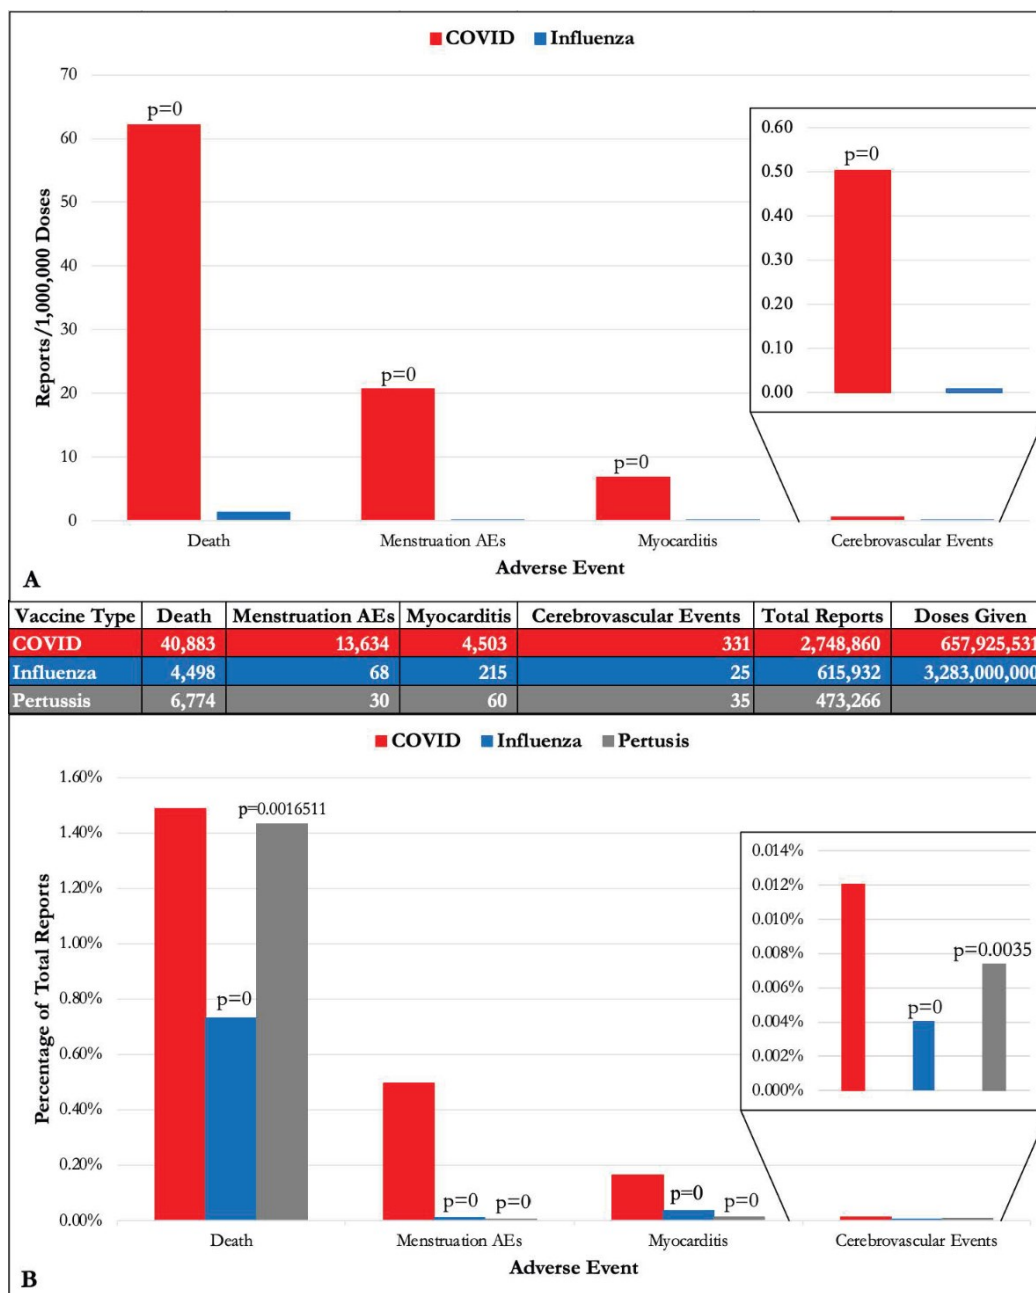 COVID Influenza
70
60
50
40
30
20
10
0
Reports/1,000,000 Doses
p=0
p=0
p=0
0.60
0.50
0.40
0.30
0.20
0.10
0.00
p=0
Death Menstruation AEs Myocarditis Cerebrovascular Events
Adverse Event
A
Vaccine Type Death Menstruation AEs Myocarditis Cerebrovascular Events Total Reports Doses Given
COVID 40,883 13,634 4,503 331 2,748,860 657,925,531
Influenza 4,498 68 215 25 615,932 3,283,000,000
Pertussis 6,774 30 60 35 473,266
COVID Influenza Pertusis
1.60%
1.40%
1.20%
1.00%
0.80%
0.60%
0.40%
0.20%
0.00%
Percentage of Total Reports
p=0.0016511
p=0
p=0 p=0
p=0 p=0
0.014%
0.012%
0.010%
0.008%
0.006%
0.004%
0.002%
0.000%
p=0.0035
p=0
Death Menstruation AEs Myocarditis Cerebrovascular Events
Adverse Event
B